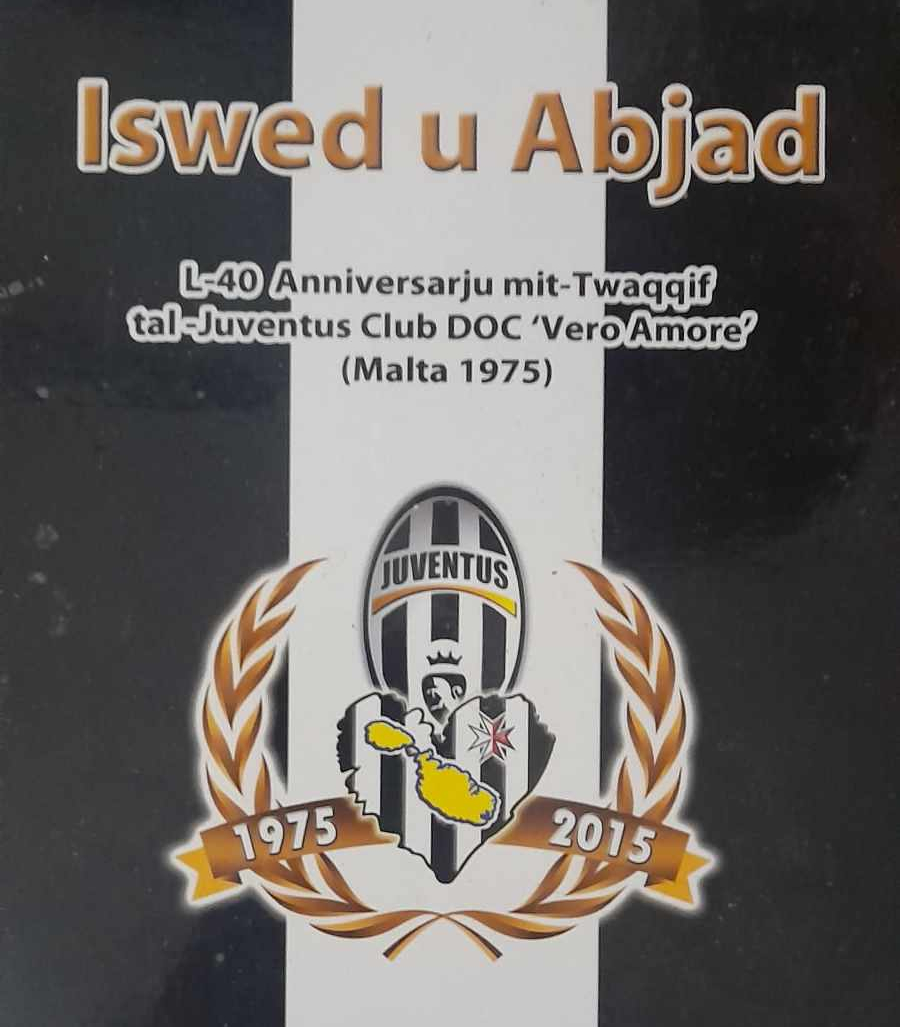 Iswed u Abjad
L-40 Anniversarju mit-Twaqqif
tal-Juventus Club DOC ‘Vero Amore’
(Malta 1975)
JUVENTUS
1975
2015